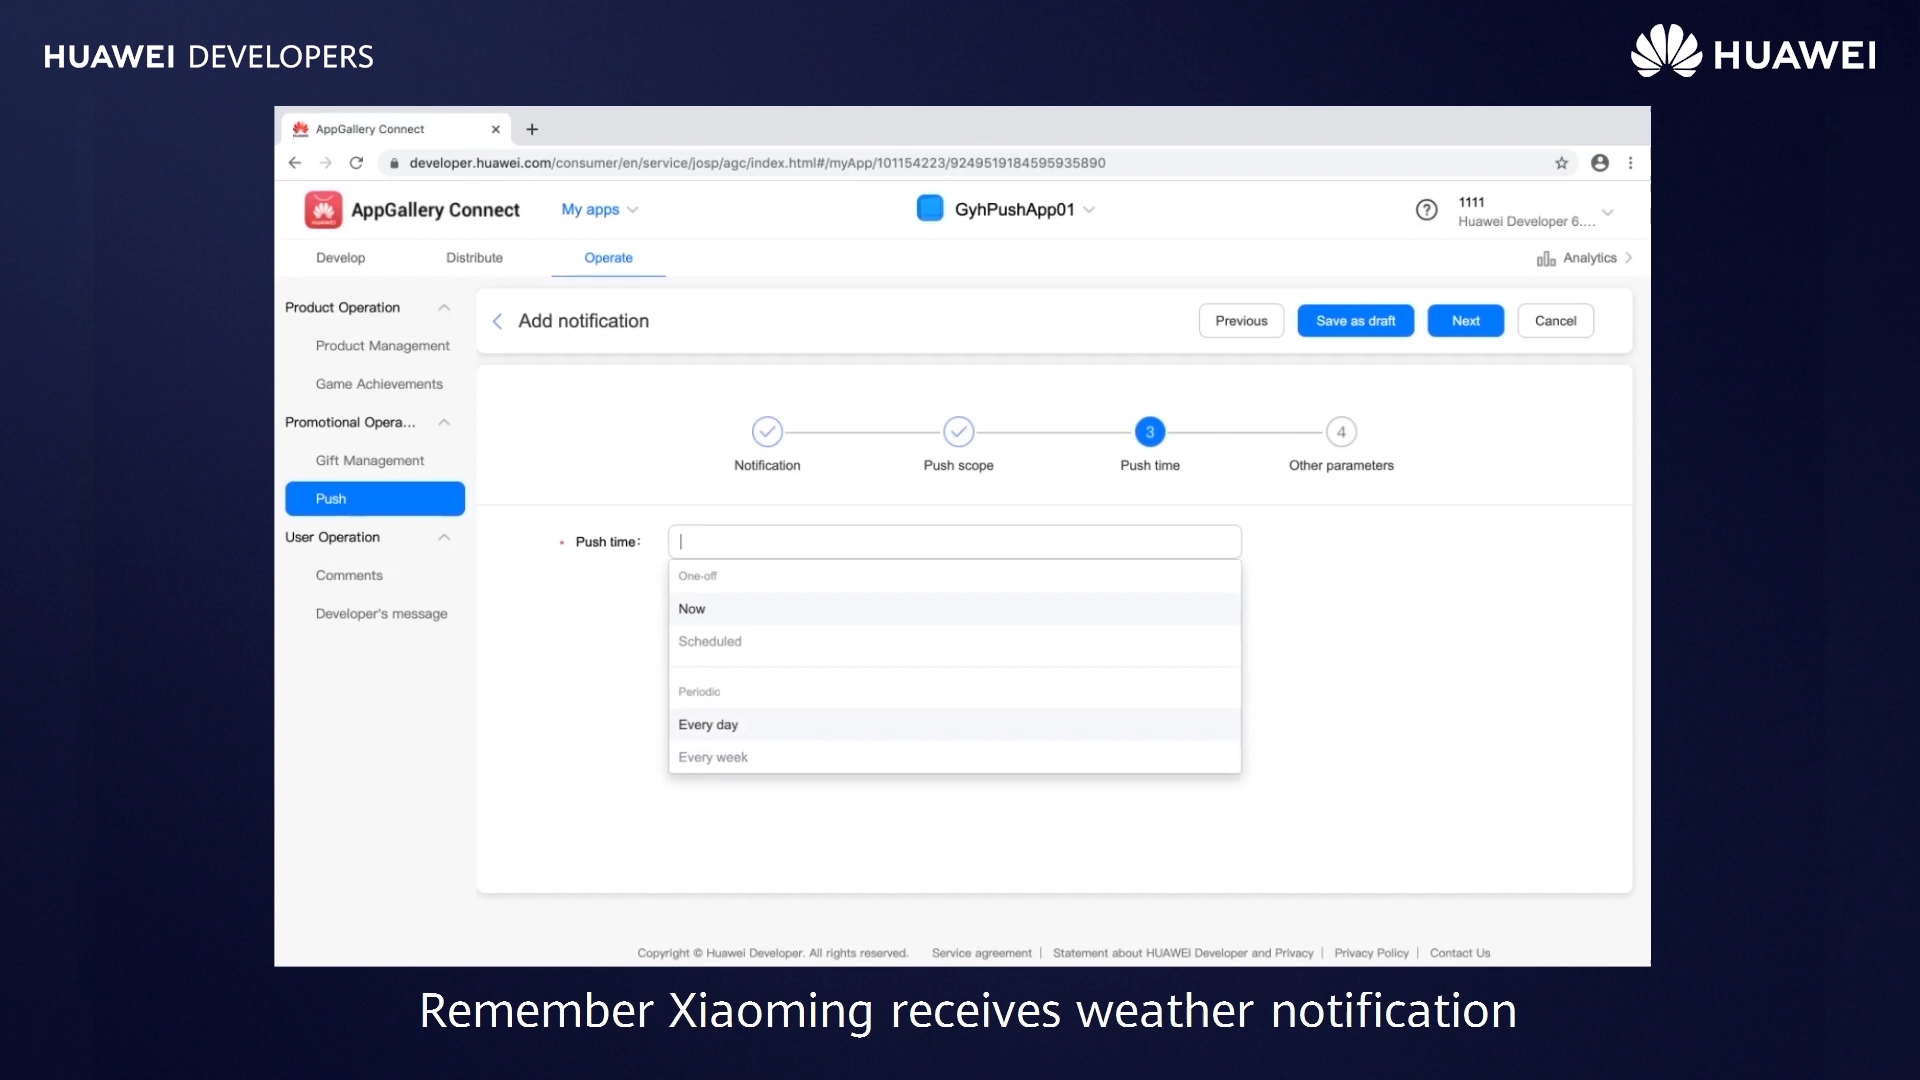 HUAWEI DEVELOPERS
HUAWEI
AppGallery Connect
developer.huawei.com/consumer/en/service/josp/agc/index.html#/myApp/101154223/9249519184595935890
AppGallery Connect
My apps
GyhPushApp01
1111
Huawei Developer 6....
Develop
Distribute
Operate
Analytics
Product Operation
Product Management
Game Achievements
Promotional Opera...
Gift Management
Push
User Operation
Comments
Developer's message
Add notification
Previous
Save as draft
Next
Cancel
3
4
Notification
Push scope
Push time
Other parameters
* Push time:
One-off
Now
Scheduled
Periodic
Every day
Every week
Copyright © Huawei Developer. All rights reserved. Service agreement | Statement about HUAWEI Developer and Privacy | Privacy Policy | Contact Us
Remember Xiaoming receives weather notification